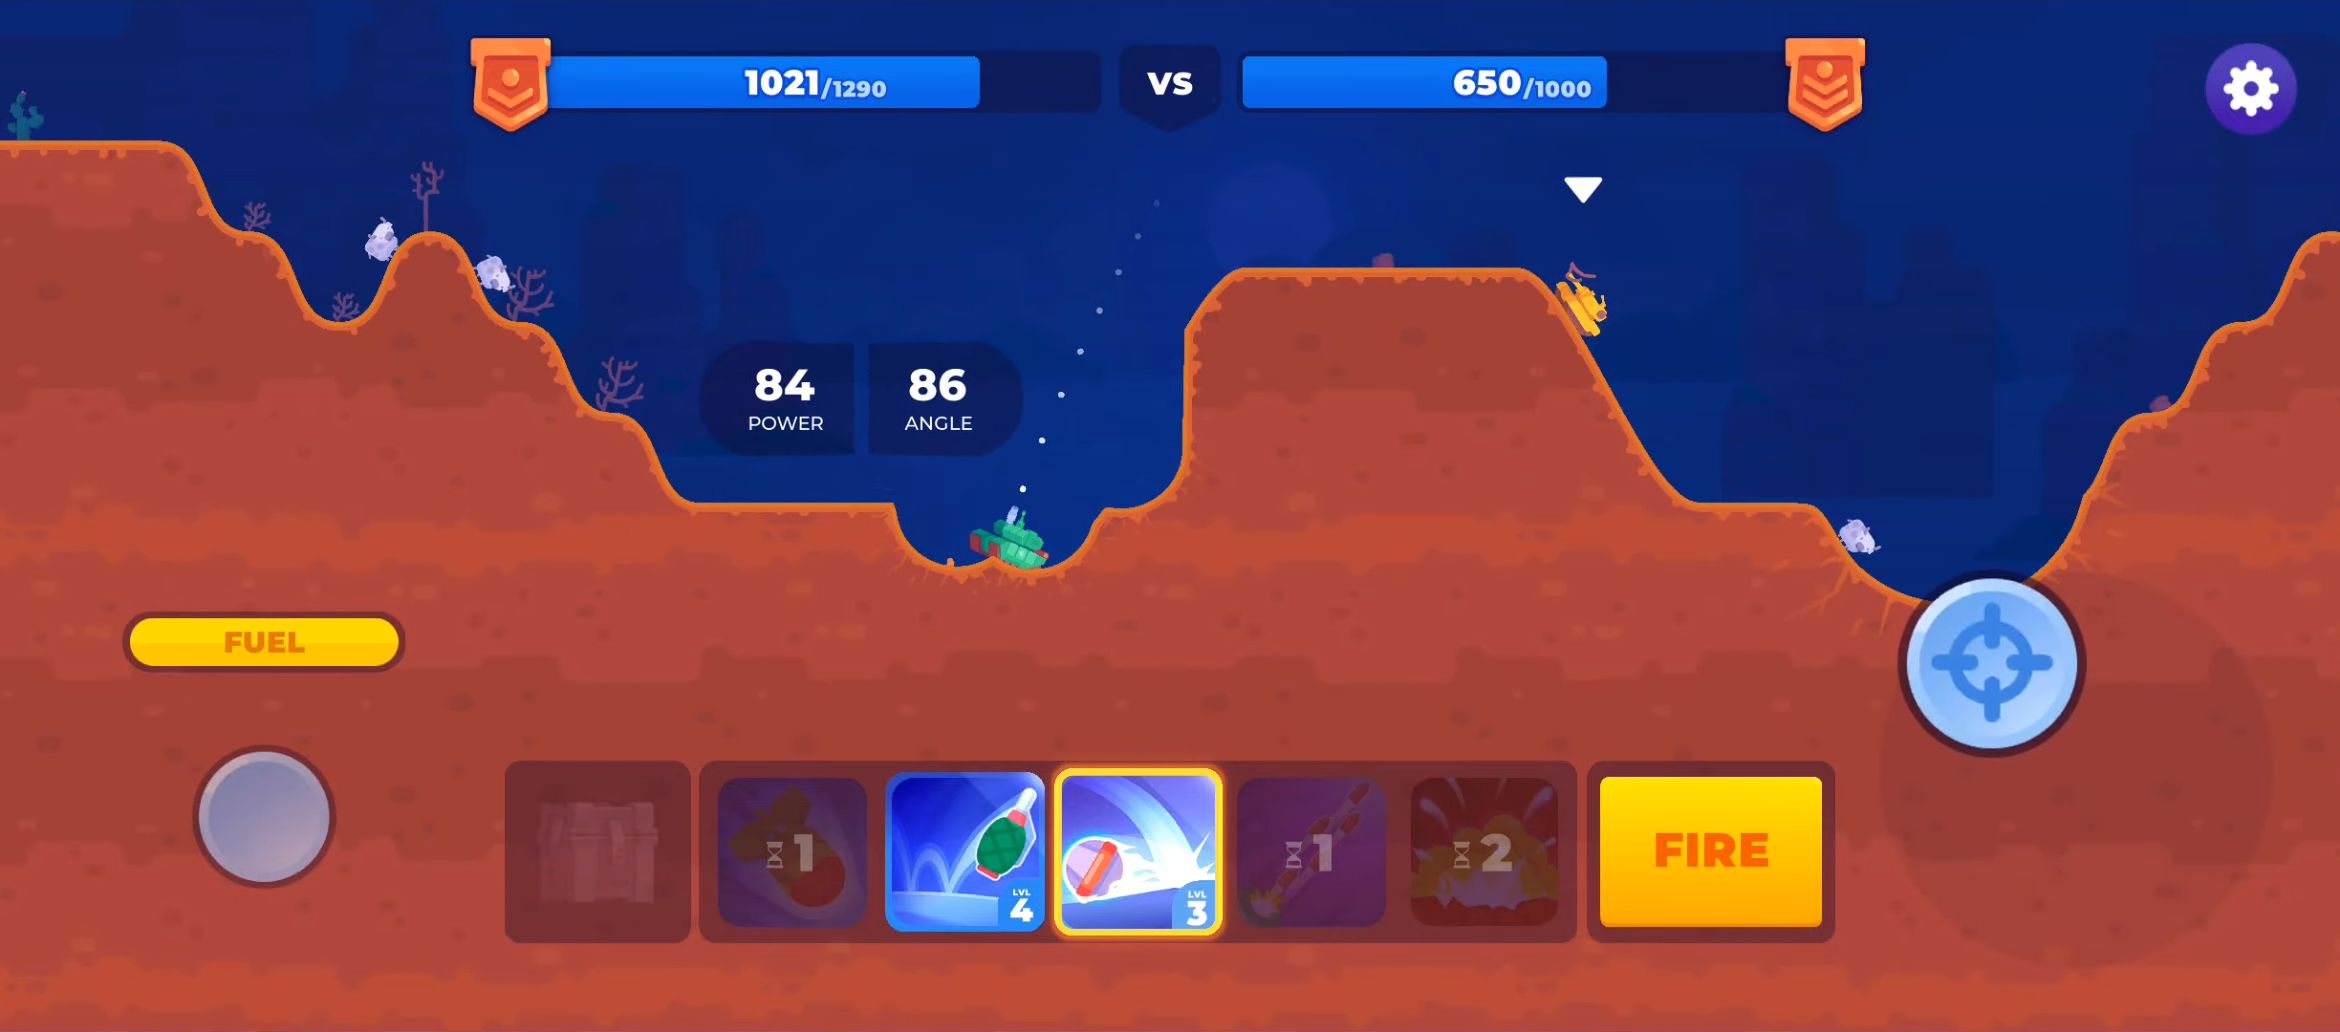 1021/1290
VS
650/1000
84
POWER
86
ANGLE
FUEL
1
LVL
4
LVL
3
1
2
FIRE